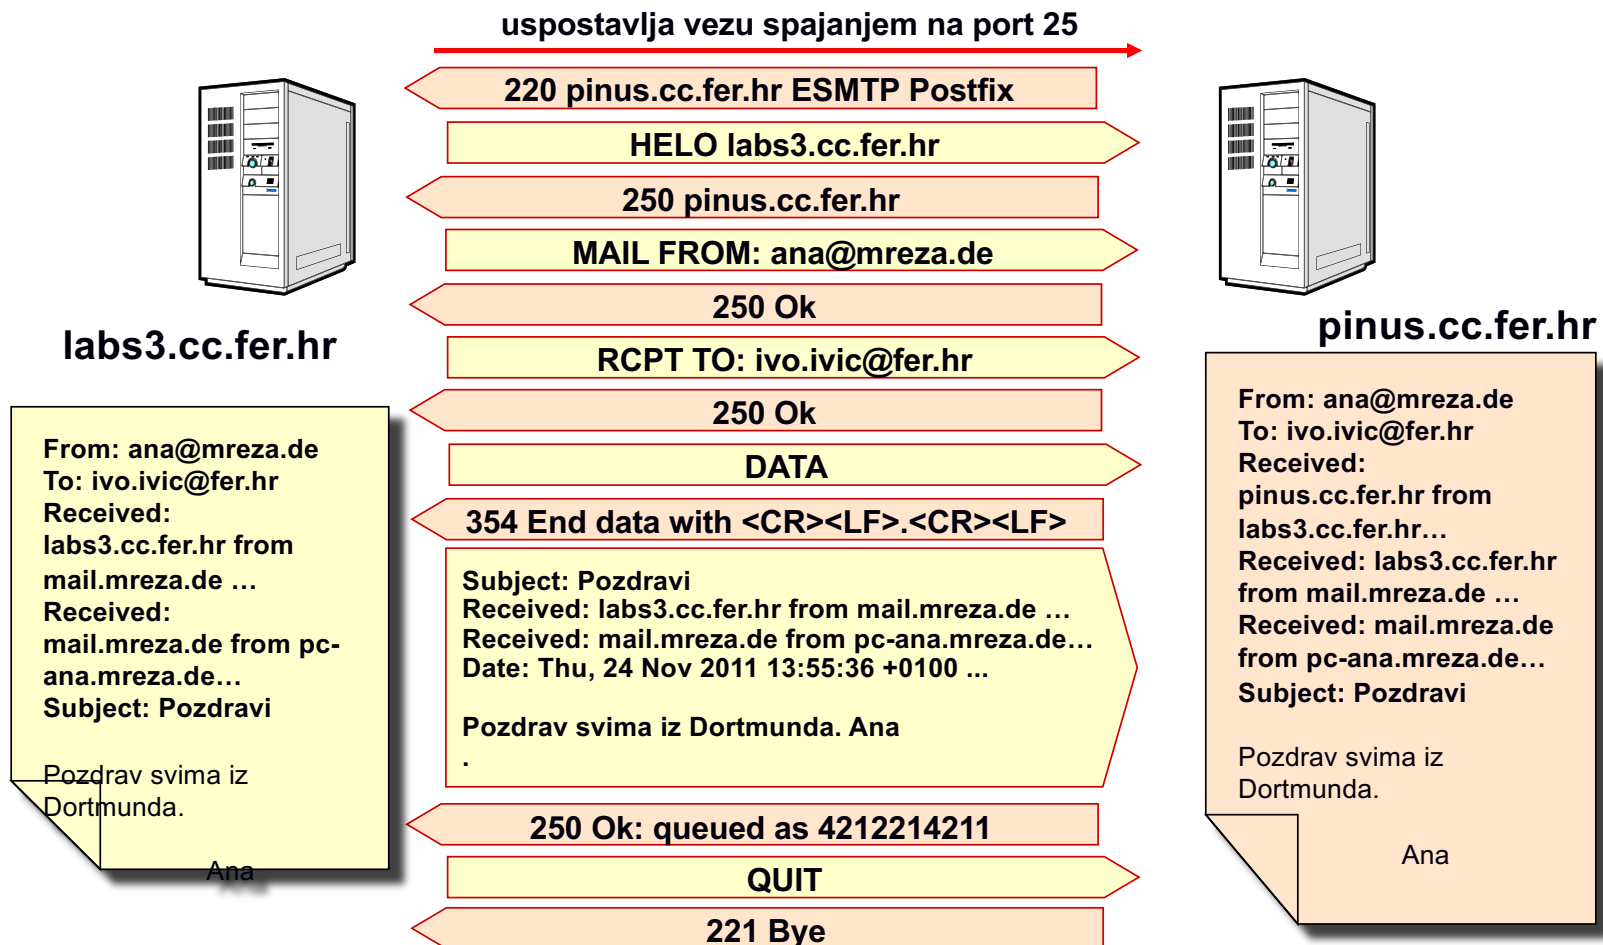 uspostavlja vezu spajanjem na port 25
220 pinus.cc.fer.hr ESMTP Postfix
HELO labs3.cc.fer.hr
250 pinus.cc.fer.hr
MAIL FROM: ana@mreza.de
250 Ok
RCPT TO: ivo.ivic@fer.hr
250 Ok
DATA
354 End data with <CR><LF>.<CR><LF>
Subject: Pozdravi
Received: labs3.cc.fer.hr from mail.mreza.de …
Received: mail.mreza.de from pc-ana.mreza.de…
Date: Thu, 24 Nov 2011 13:55:36 +0100 ...
Pozdrav svima iz Dortmunda. Ana
.
250 Ok: queued as 4212214211
QUIT
221 Bye
labs3.cc.fer.hr
From: ana@mreza.de
To: ivo.ivic@fer.hr
Received:
labs3.cc.fer.hr from
mail.mreza.de …
Received:
mail.mreza.de from pc-
ana.mreza.de…
Subject: Pozdravi
Pozdrav svima iz
Dortmunda.
Ana
pinus.cc.fer.hr
From: ana@mreza.de
To: ivo.ivic@fer.hr
Received:
pinus.cc.fer.hr from
labs3.cc.fer.hr…
Received: labs3.cc.fer.hr
from mail.mreza.de …
Received: mail.mreza.de
from pc-ana.mreza.de…
Subject: Pozdravi
Pozdrav svima iz
Dortmunda.
Ana